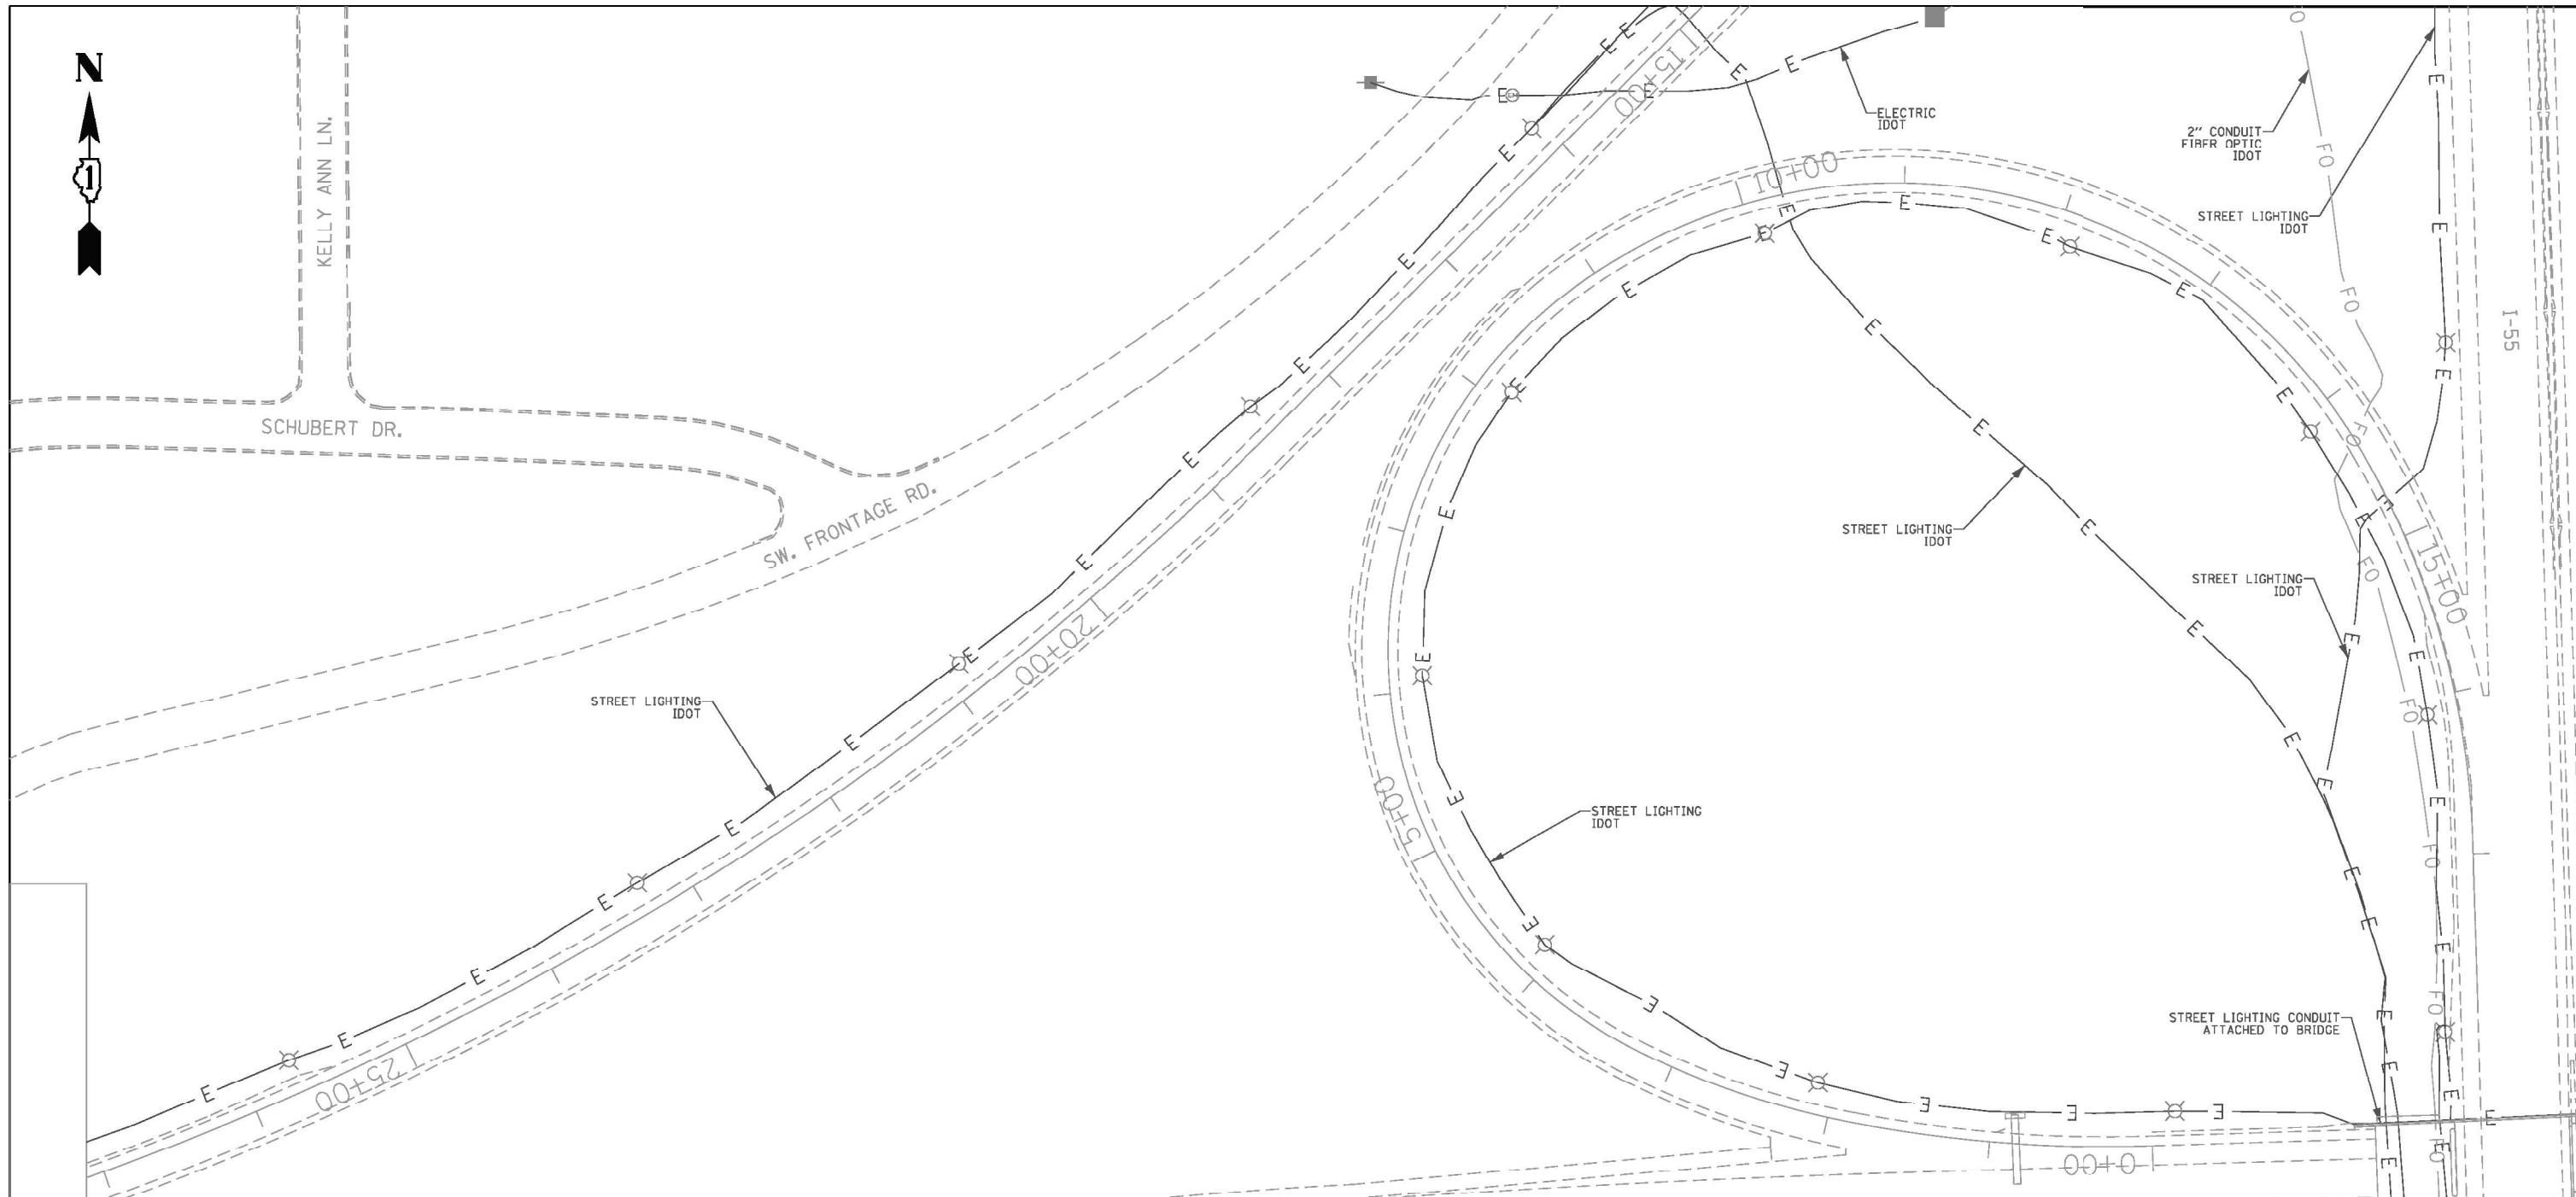 N
1
KELLY ANN LN.
SCHUBERT DR.
SW. FRONTAGE RD.
STREET LIGHTING
IDOT
15+00
20+00
25+00
E
ELECTRIC
IDOT
2" CONDUIT
FIBER OPTIC
IDOT
FO
STREET LIGHTING
IDOT
I-55
10+00
STREET LIGHTING
IDOT
STREET LIGHTING
IDOT
15+00
5+00
STREET LIGHTING
IDOT
STREET LIGHTING CONDUIT
ATTACHED TO BRIDGE
0+00